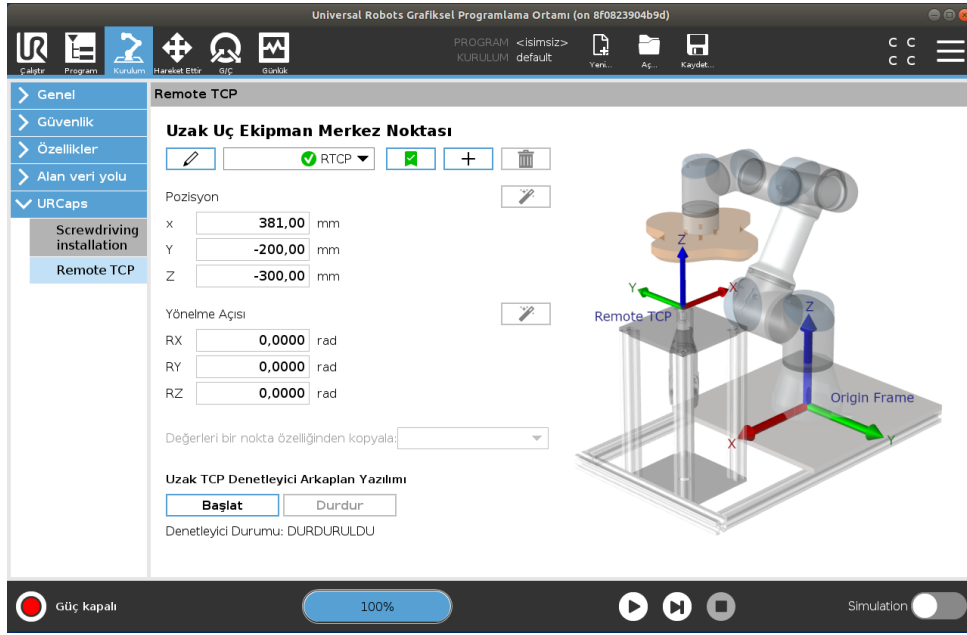 Universal Robots Grafiksel Programlama Ortamı (on 8f0823904b9d)
UR
Çalıştır
Program
Kurulum
Hareket Ettir
G/Ç
Günlük
PROGRAM <isimsiz>
KURULUM default
Yeni...
Aç...
Kaydet...
C C
C C
Genel
Güvenlik
Özellikler
Alan veri yolu
URCaps
Screwdriving
installation
Remote TCP
Remote TCP
Uzak Uç Ekipman Merkez Noktası
RTCP
Pozisyon
x 381,00 mm
Y -200,00 mm
Z -300,00 mm
Yönelme Açısı
RX 0,0000 rad
RY 0,0000 rad
RZ 0,0000 rad
Değerleri bir nokta özelliğinden kopyala:
Uzak TCP Denetleyici Arkaplan Yazılımı
Başlat
Durdur
Denetleyici Durumu: DURDURULDU
Z
Y
X
Remote TCP
Z
Origin Frame
X
Y
Güç kapalı
100%
Simulation